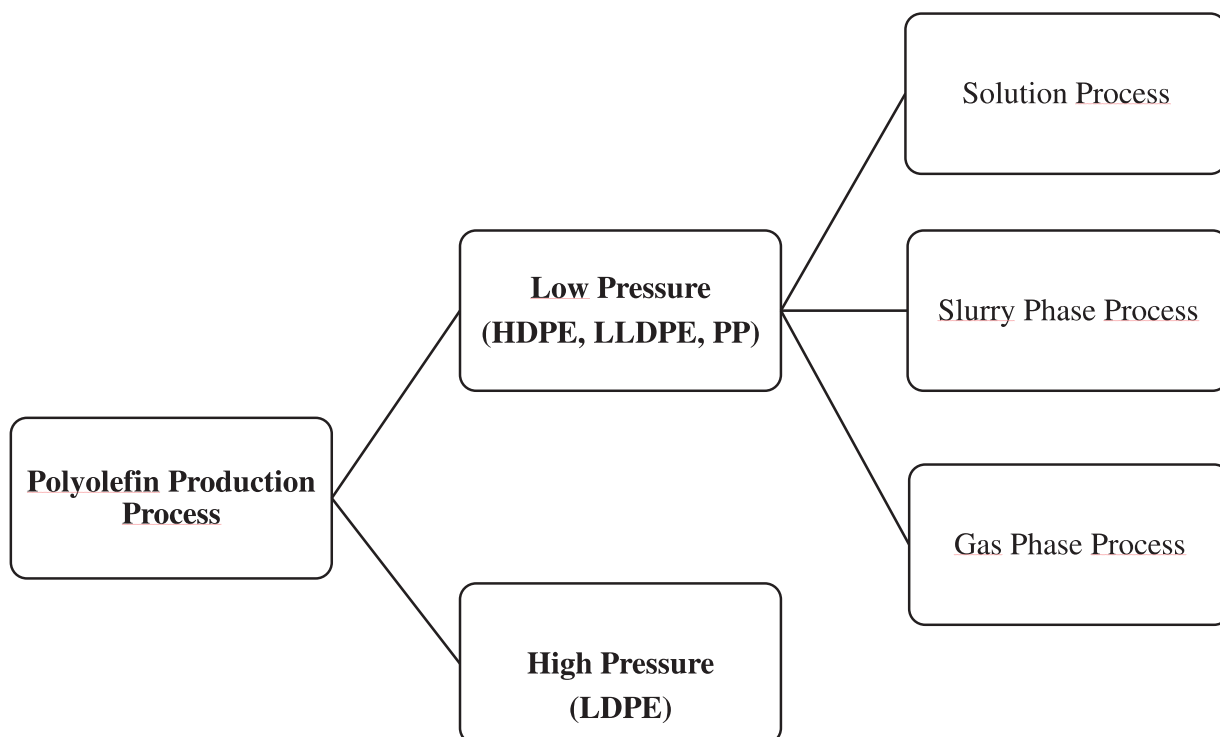 Solution Process
Low Pressure
(HDPE, LLDPE, PP)
Slurry Phase Process
Polyolefin Production
Process
Gas Phase Process
High Pressure
(LDPE)